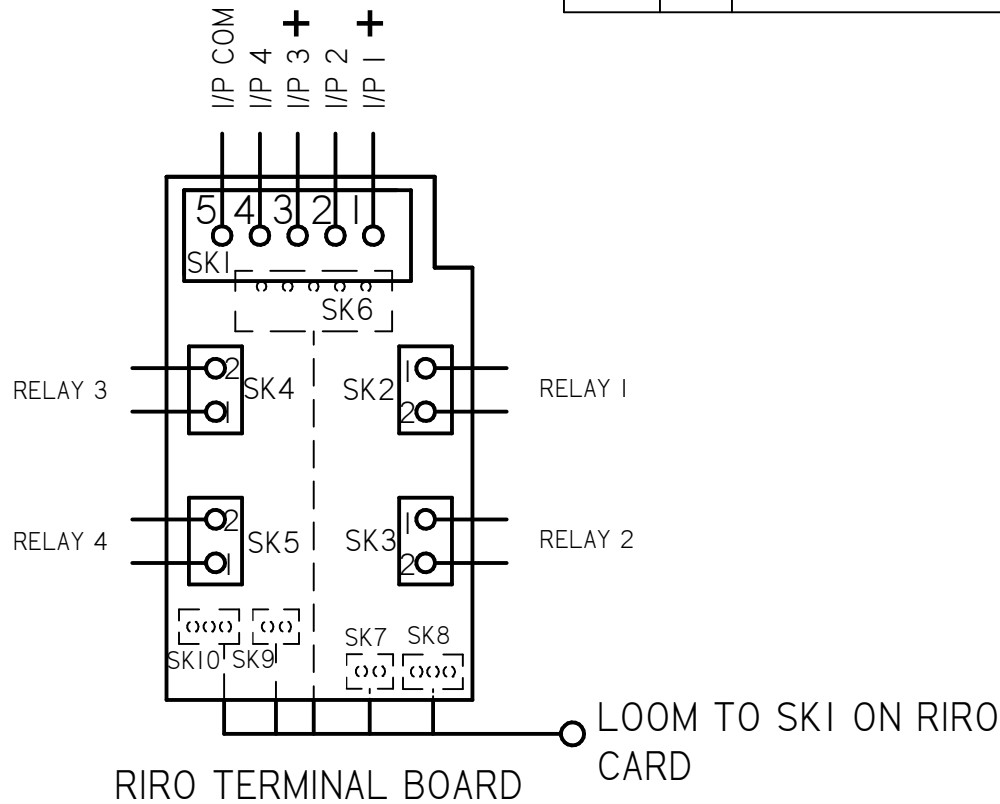 I/P COM
I/P 4
I/P 3 +
I/P 2
I/P 1 +
5 4 3 2 1
SK1
SK6
RELAY 3
2
1
SK4
SK2
1
2
RELAY 1
RELAY 4
2
1
SK5
SK3
1
2
RELAY 2
SK10
SK9
SK7
SK8
LOOM TO SK1 ON RIRO
CARD
RIRO TERMINAL BOARD